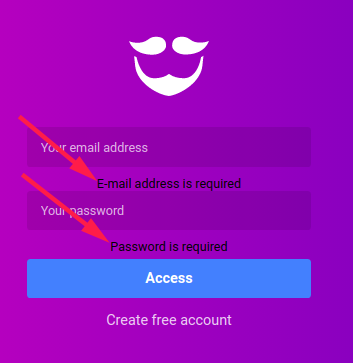 Your email address
E-mail address is required
Your password
Password is required
Access
Create free account